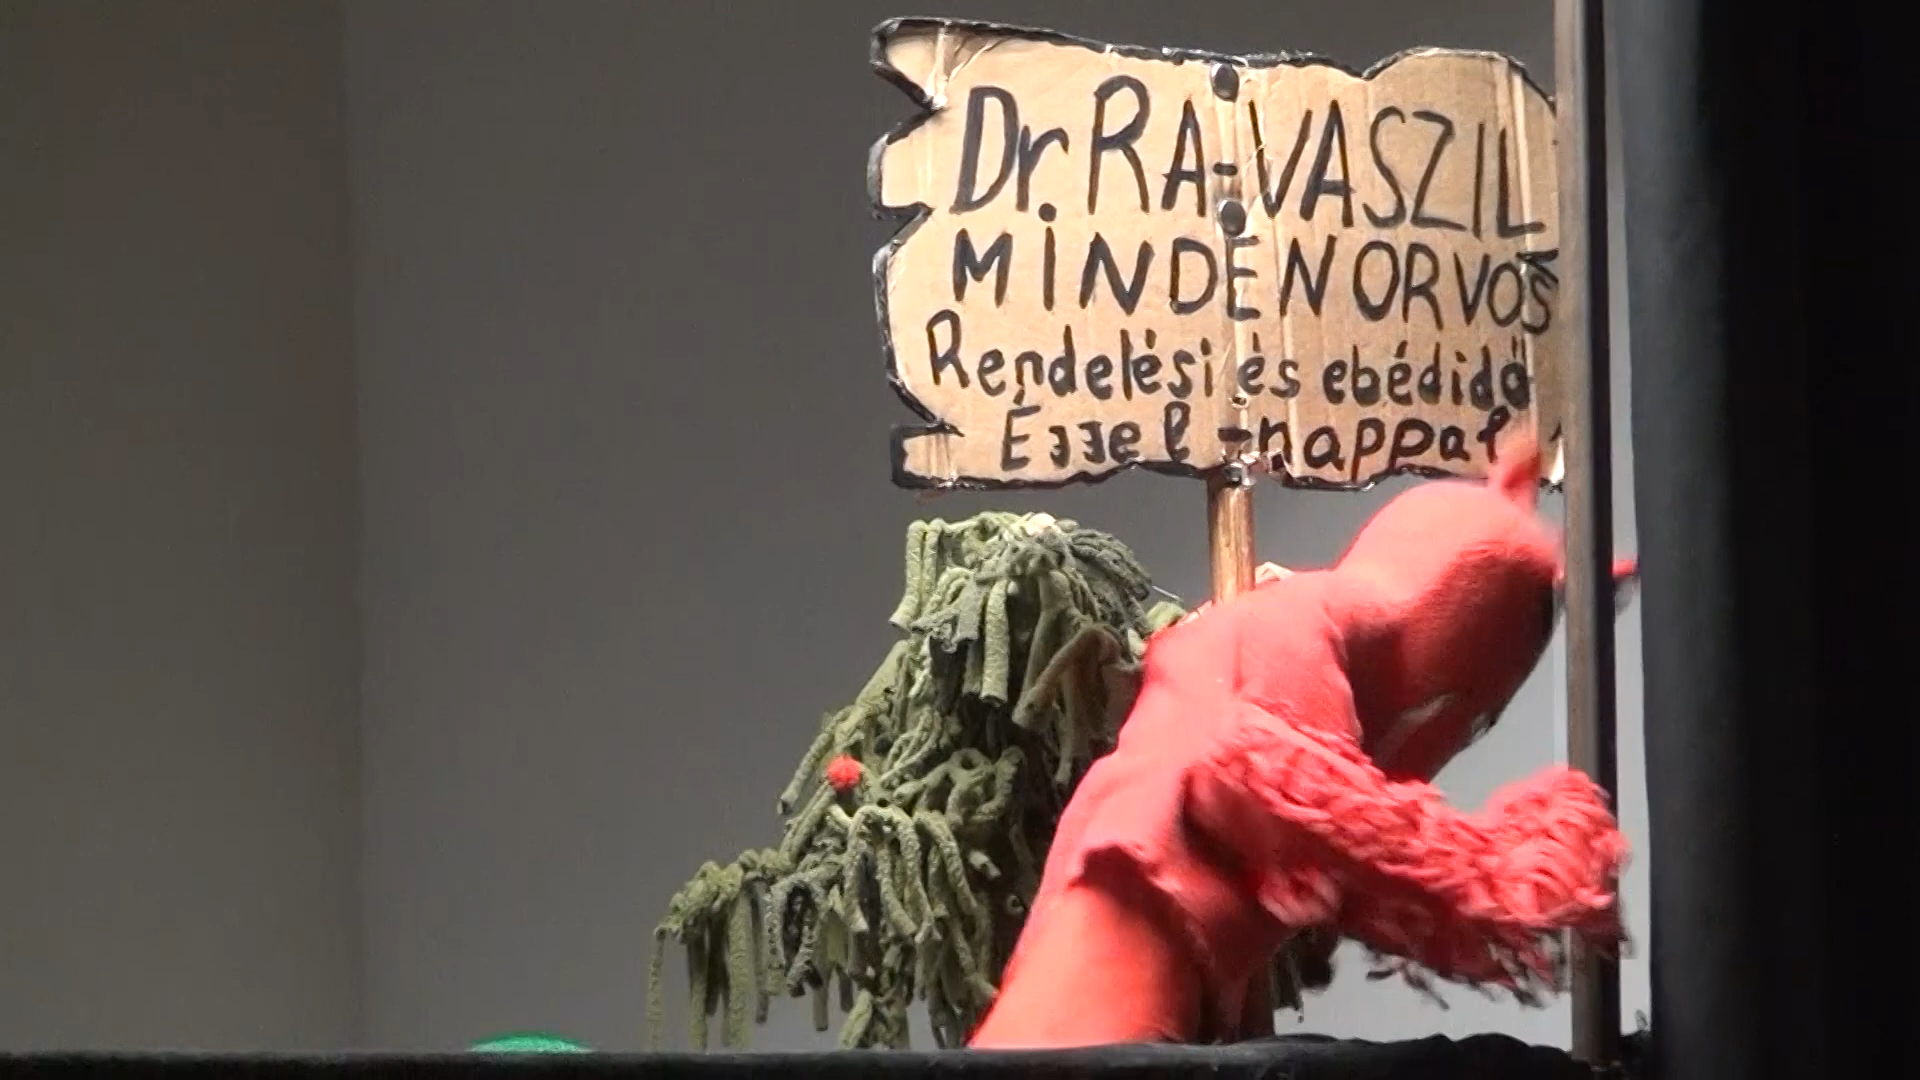 Dr. RA-VASZIL
MINDENORVOS
Rendelési és ebédidő
Éjjel-nappal